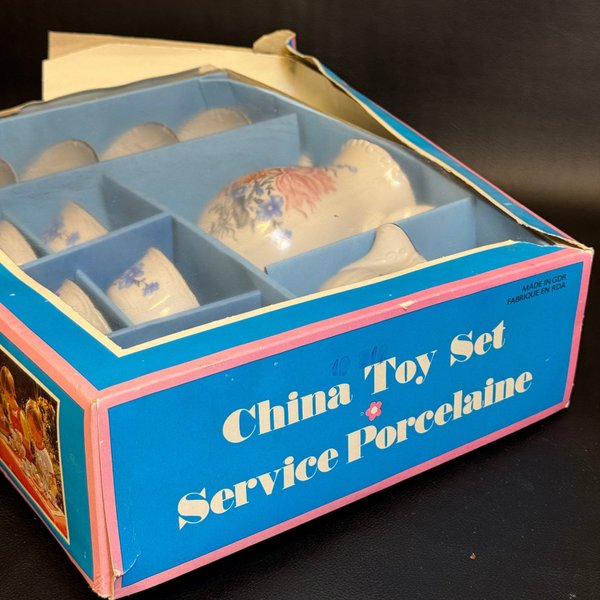 MADE IN GDR
FABRIQUE EN RDA.
China Toy Set
Service Porcelaine